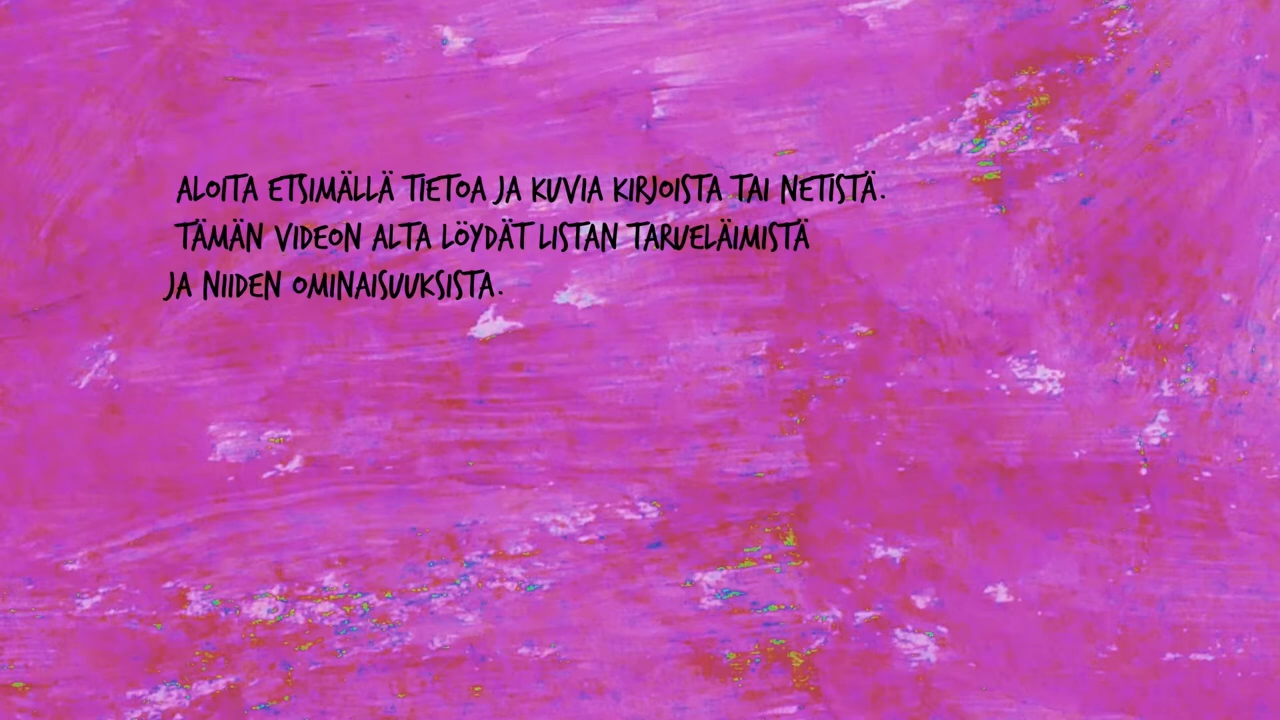 ALOITA ETSIMÄLLÄ TIETOA JA KUVIA KIRJOISTA TAI NETISTÄ.
TÄMÄN VIDEON ALTA LÖYDÄT LISTAN TARUELÄIMISTÄ
JA NIIDEN OMINAISUUKSISTA.